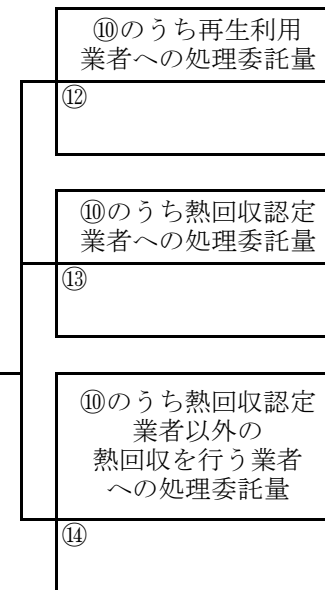 ⑩のうち再生利用
業者への処理委託量
⑫
⑩のうち熱回収認定
業者への処理委託量
⑬
⑩のうち熱回収認定
業者以外の
熱回収を行う業者
への処理委託量
⑭